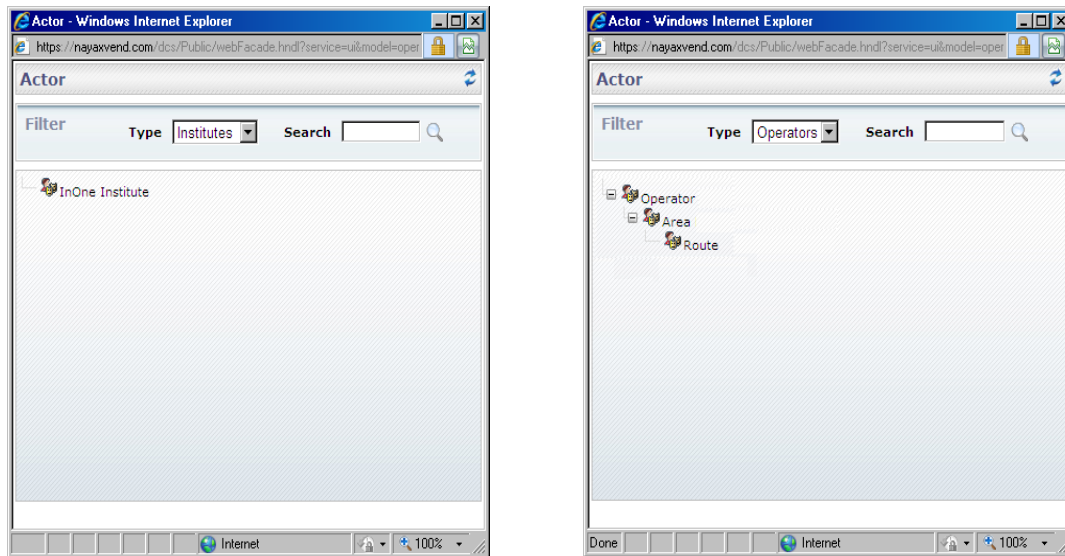 Actor - Windows Internet Explorer
https://nayaxvend.com/dcs/Public/webFacade.hndl?service=ui&model=oper
Actor
Filter Type Institutes Search
InOne Institute
Internet 100%
Actor - Windows Internet Explorer
https://nayaxvend.com/dcs/Public/webFacade.hndl?service=ui&model=oper
Actor
Filter Type Operators Search
Operator
Area
Route
Done Internet 100%